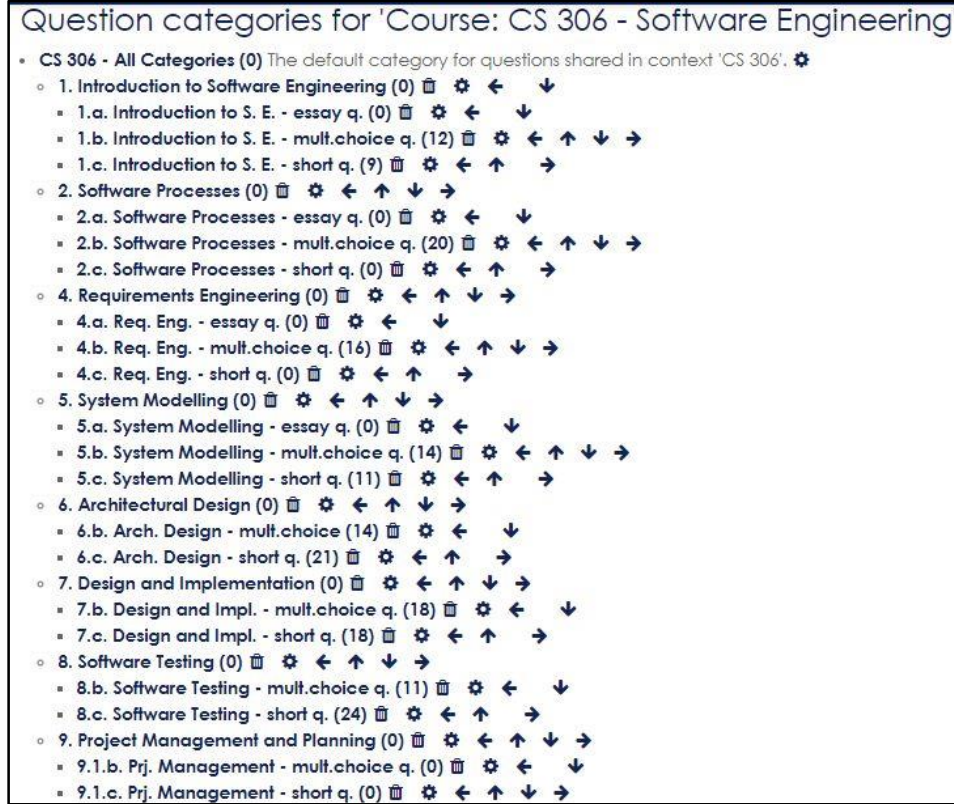 Question categories for 'Course: CS 306 - Software Engineering
CS 306 - All Categories (0) The default category for questions shared in context 'CS 306'.
1. Introduction to Software Engineering (0)
1.a. Introduction to S. E. - essay q. (0)
1.b. Introduction to S. E. - mult.choice q. (12)
1.c. Introduction to S. E. - short q. (9)
2. Software Processes (0)
2.a. Software Processes - essay q. (0)
2.b. Software Processes - mult.choice q. (20)
2.c. Software Processes - short q. (0)
4. Requirements Engineering (0)
4.a. Req. Eng. - essay q. (0)
4.b. Req. Eng. - mult.choice q. (16)
4.c. Req. Eng. - short q. (0)
5. System Modelling (0)
5.a. System Modelling - essay q. (0)
5.b. System Modelling - mult.choice q. (14)
5.c. System Modelling - short q. (11)
6. Architectural Design (0)
6.b. Arch. Design - mult.choice (14)
6.c. Arch. Design - short q. (21)
7. Design and Implementation (0)
7.b. Design and Impl. - mult.choice q. (18)
7.c. Design and Impl. - short q. (18)
8. Software Testing (0)
8.b. Software Testing - mult.choice q. (11)
8.c. Software Testing - short q. (24)
9. Project Management and Planning (0)
9.1.b. Prj. Management - mult.choice q. (0)
9.1.c. Prj. Management - short q. (0)